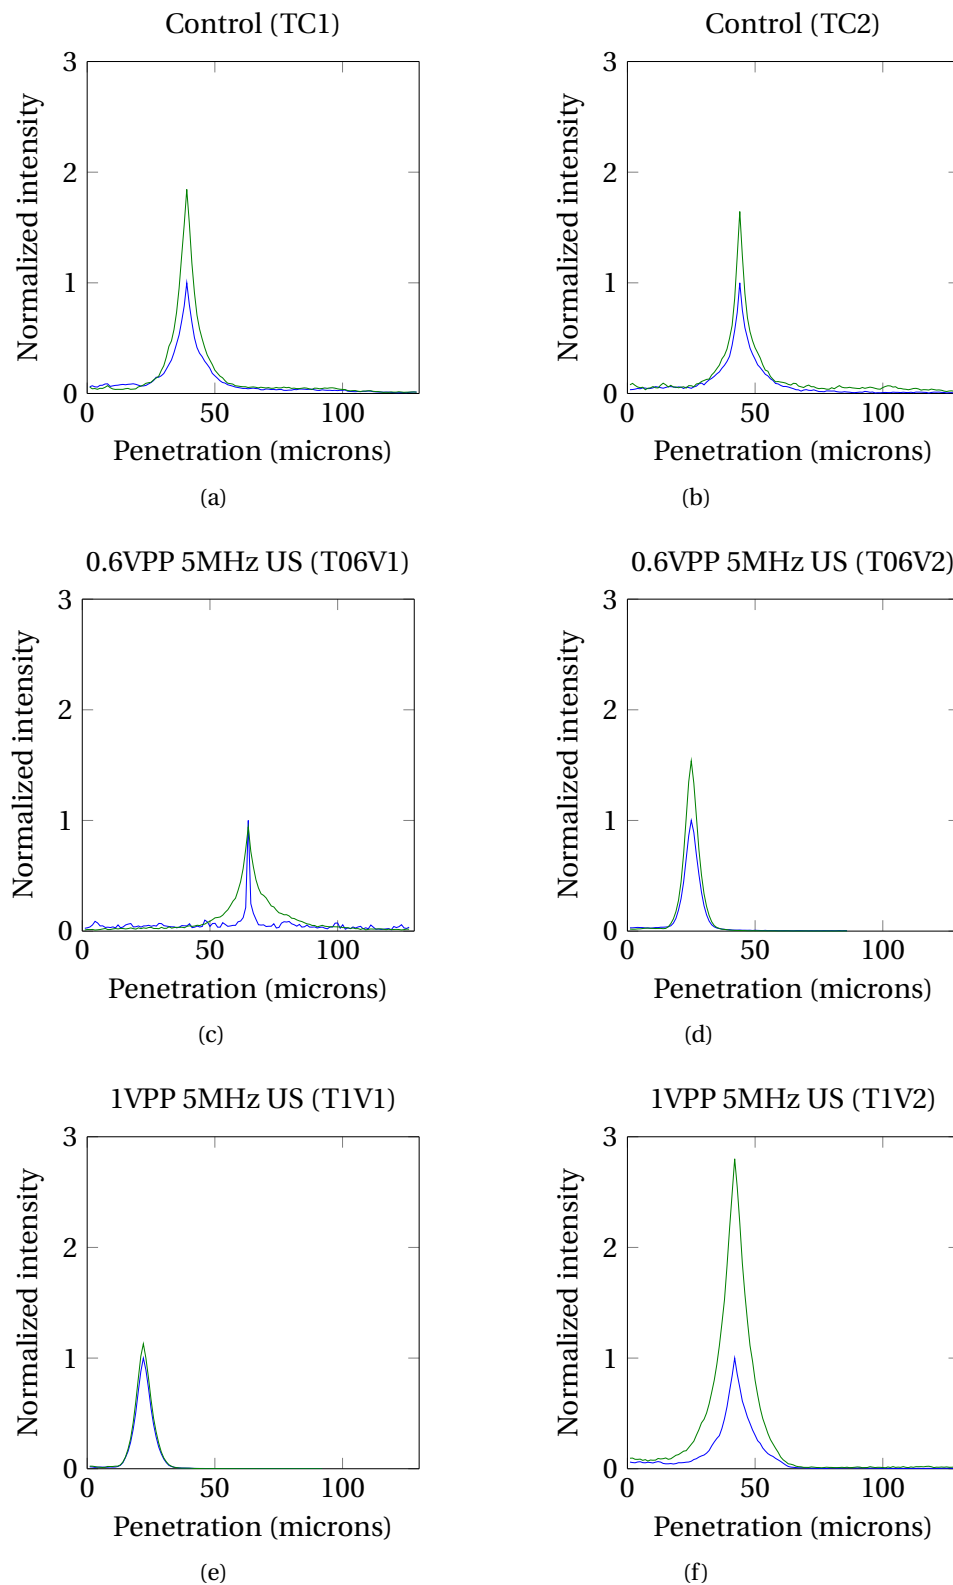 Control (TC1)
3
2
1
0
0
50
100
Normalized intensity
Penetration (microns)
(a)
Control (TC2)
3
2
1
0
0
50
100
Normalized intensity
Penetration (microns)
(b)
0.6VPP 5MHz US (T06V1)
3
2
1
0
0
50
100
Normalized intensity
Penetration (microns)
(c)
0.6VPP 5MHz US (T06V2)
3
2
1
0
0
50
100
Normalized intensity
Penetration (microns)
(d)
1VPP 5MHz US (T1V1)
3
2
1
0
0
50
100
Normalized intensity
Penetration (microns)
(e)
1VPP 5MHz US (T1V2)
3
2
1
0
0
50
100
Normalized intensity
Penetration (microns)
(f)